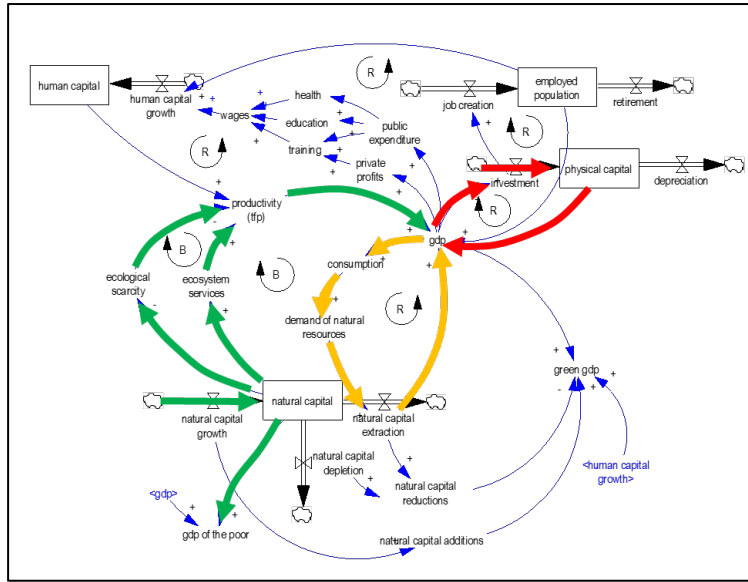 human capital
human capital
growth
R
health
wages
education
training
public
expenditure
private
profits
R
job creation
employed
population
retirement
R
irfvestment
physical capital
depreciation
R
productivity
(tfp)
B
B
gdp
consumption
ecological
scarcity
ecosystem
services
demand of natural
resources
R
green gdp
natural capital
natural capital
growth
natural capital
extraction
natural capital
depletion
natural capital
reductions
<human capital
growth>
<gdp>
gdp of the poor
natural capital additions